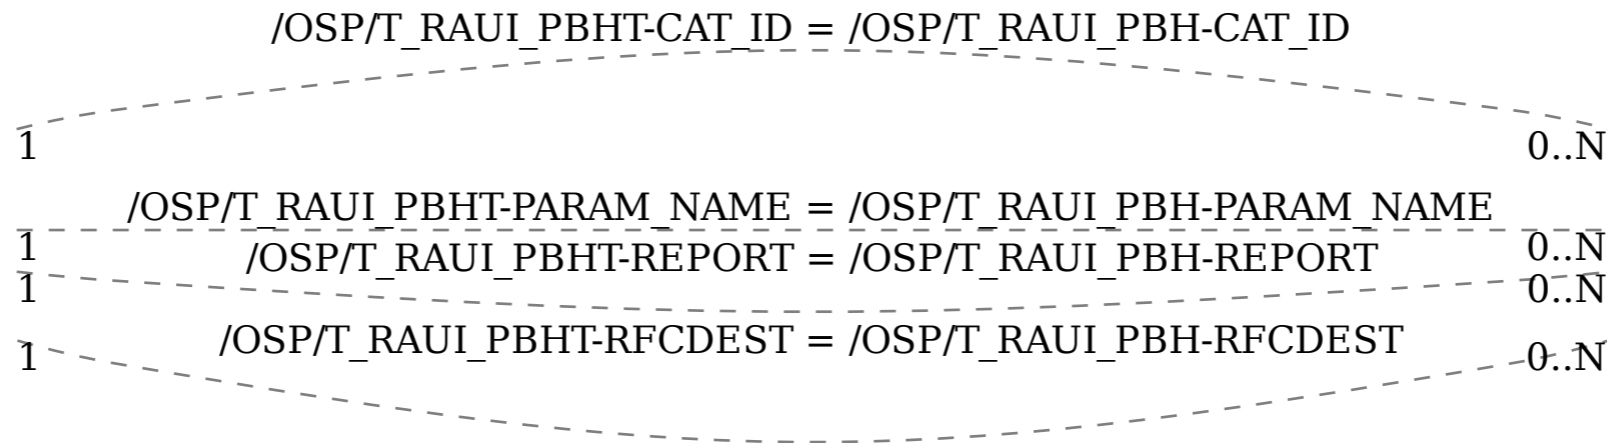 /OSP/T_RAUI_PBHT-CAT_ID = /OSP/T_RAUI_PBH-CAT_ID
1 0..N
/OSP/T_RAUI_PBHT-PARAM_NAME = /OSP/T_RAUI_PBH-PARAM_NAME
1 0..N
/OSP/T_RAUI_PBHT-REPORT = /OSP/T_RAUI_PBH-REPORT
1 0..N
/OSP/T_RAUI_PBHT-RFCDEST = /OSP/T_RAUI_PBH-RFCDEST
1 0..N